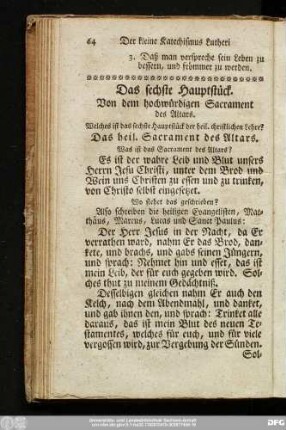 64 Der kleine Katechismus Lutheri
3. Daß man verspreche sein Leben zu
bessern, und frömmer zu werden.
Das sechste Hauptstück.
Von dem hochwürdigen Sacrament
des Altars.
Welches ist das sechste Hauptstück der heil. christlichen Lehre?
Das heil. Sacrament des Altars.
Was ist das Sacrament des Altars?
Es ist der wahre Leib und Blut unsers
Herrn Jesu Christi, unter dem Brod und
Wein uns Christen zu essen und zu trinken,
von Christo selbst eingesetzet.
Wo stehet das geschrieben?
Also schreiben die heiligen Evangelisten, Mat-
thäus, Marcus, Lucas und Sanct Paulus:
Der Herr Jesus in der Nacht, da Er
verrathen ward, nahm Er das Brod, dan-
kete, und brachs, und gabs seinen Jüngern,
und sprach: Nehmet hin und esset, das ist
mein Leib, der für euch gegeben wird. Sol-
ches thut zu meinem Gedächtniß.
Desselbigen gleichen nahm Er auch den
Kelch, nach dem Abendmahl, und dankete,
und gab ihnen den, und sprach: Trinket alle
daraus, das ist mein Blut des neuen Te-
stamentes, welches für euch, und für viele
vergossen wird, zur Vergebung der Sünden.
Sol-
DFG